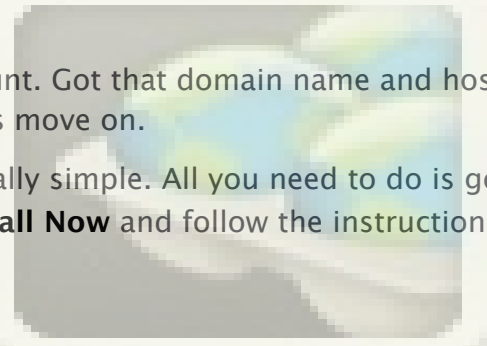 unt. Got that domain name and hos
s move on.
ally simple. All you need to do is g
all Now and follow the instruction